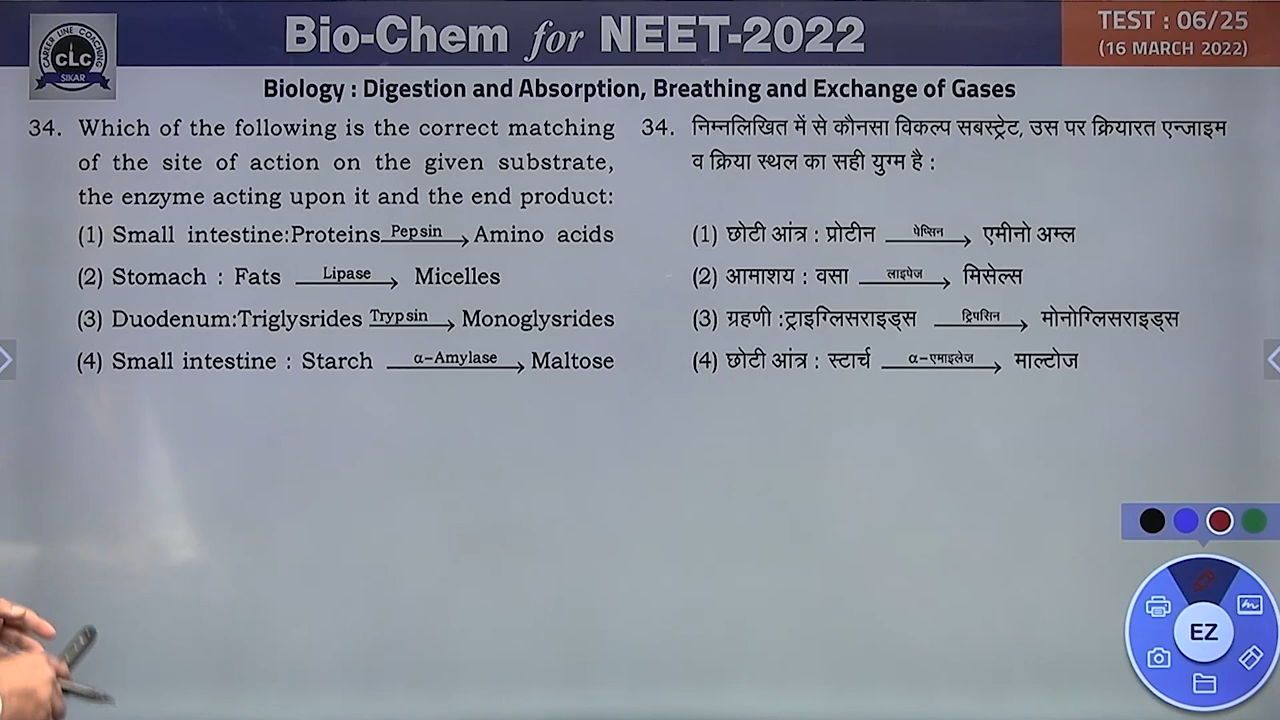 CAREER LINE COACHING
CLC
SIKAR
Bio-Chem for NEET-2022
TEST : 06/25
(16 MARCH 2022)
Biology : Digestion and Absorption, Breathing and Exchange of Gases
34. Which of the following is the correct matching
of the site of action on the given substrate,
the enzyme acting upon it and the end product:
(1) Small intestine:Proteins Pepsin Amino acids
(2) Stomach : Fats Lipase Micelles
(3) Duodenum:Triglysrides Trypsin Monoglysrides
(4) Small intestine : Starch α-Amylase Maltose
34. निम्नलिखित में से कौनसा विकल्प सबस्ट्रेट, उस पर क्रियारत एन्जाइम
व क्रिया स्थल का सही युग्म है :
(1) छोटी आंत्र : प्रोटीन पेप्सिन एमीनो अम्ल
(2) आमाशय : वसा लाइपेज मिसेल्स
(3) ग्रहणी :ट्राइग्लिसराइड्स ट्रिपसिन मोनोग्लिसराइड्स
(4) छोटी आंत्र : स्टार्च α-एमाइलेज माल्टोज
EZ